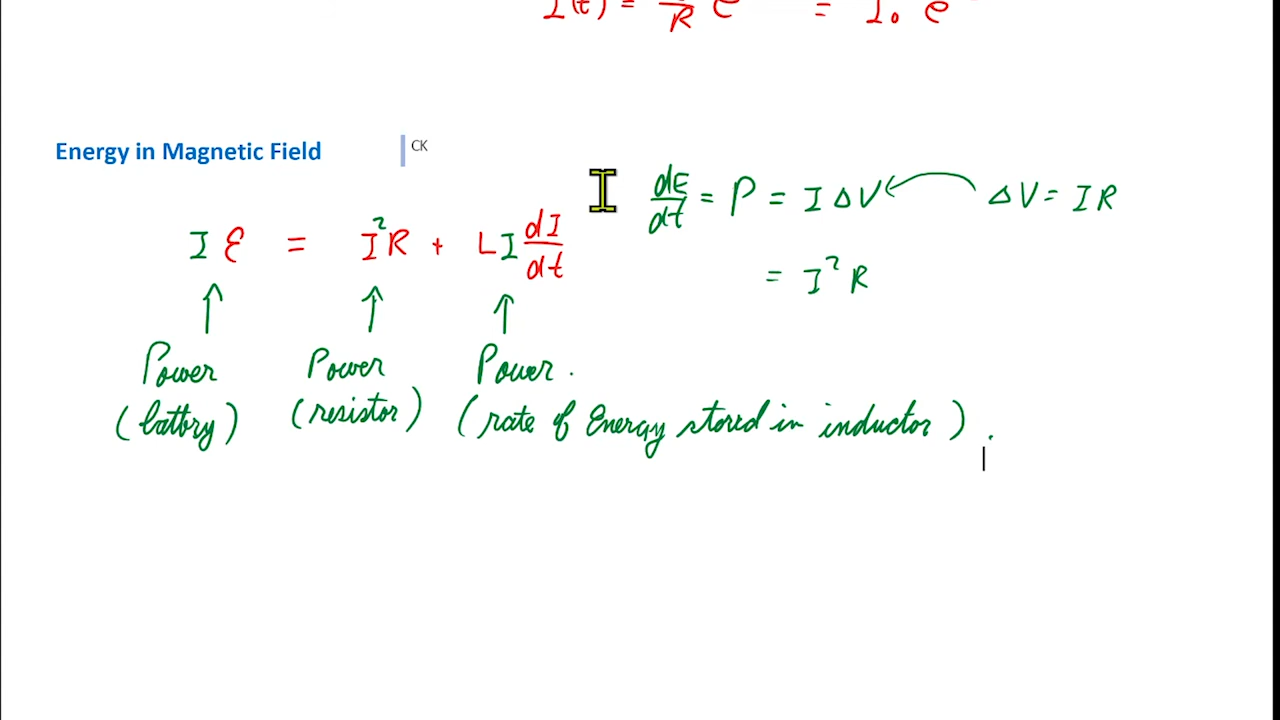 I(t) = — e = I₀ e
R
Energy in Magnetic Field CK
dE/dt = P = I ΔV ΔV = IR
I ℰ = I²R + LI dI/dt
= I²R
Power Power Power.
(battery) (resistor) (rate of Energy stored in inductor).